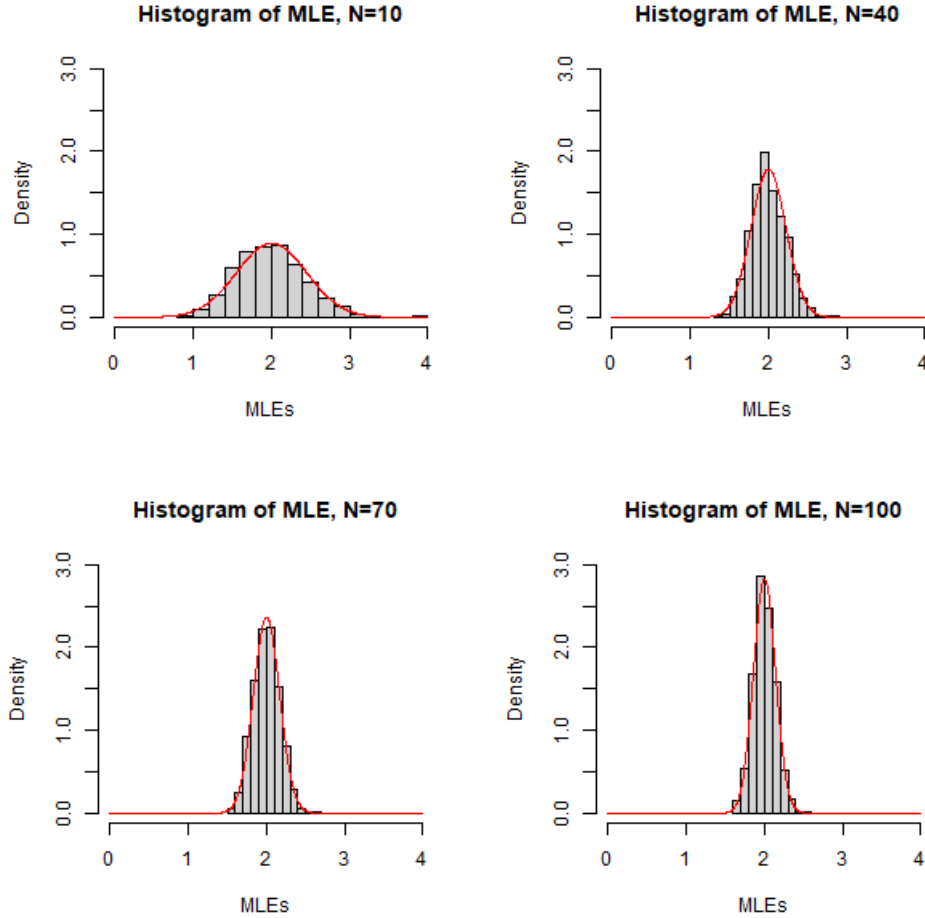 Histogram of MLE, N=10
Density
0.0 1.0 2.0 3.0
0 1 2 3 4
MLEs
Histogram of MLE, N=40
Density
0.0 1.0 2.0 3.0
0 1 2 3 4
MLEs
Histogram of MLE, N=70
Density
0.0 1.0 2.0 3.0
0 1 2 3 4
MLEs
Histogram of MLE, N=100
Density
0.0 1.0 2.0 3.0
0 1 2 3 4
MLEs